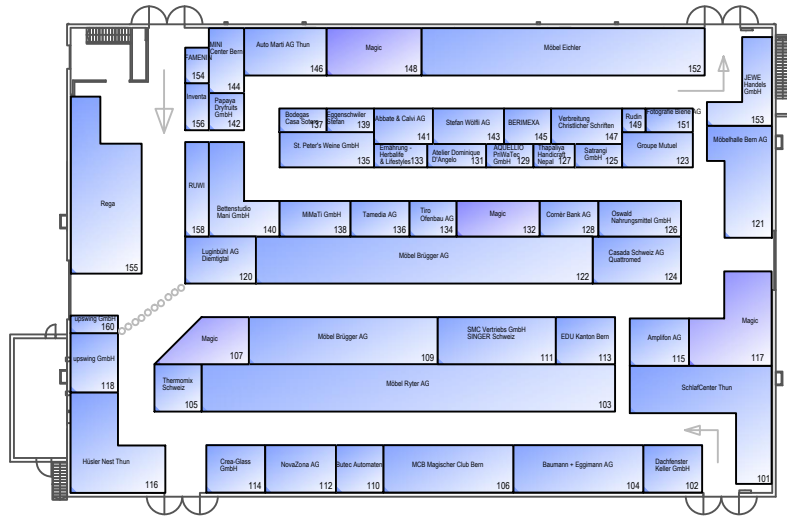 MINI
Center Bern
144
FAMENIN
154
Auto Marti AG Thun
146
Magic
148
Möbel Eichler
152
JEWE
Handels
GmbH
153
Inventa
156
Papaya
Dryfruits
GmbH
142
Bodegas
Casa Solera
137
Eggenschwiler
Stefan
139
Abbate & Calvi AG
141
Stefan Wölfli AG
143
BERIMEXA
145
Verbreitung
Christlicher Schriften
147
Rudin
149
Fotografie Biene AG
151
Möbelhalle Bern AG
121
St. Peter's Weine GmbH
135
Ernährung -
Herbalife
& Lifestyles
133
Atelier Dominique
D'Angelo
131
AQUELLIO
PriWaTec
GmbH
129
Thapaliya
Handicraft
Nepal
127
Satrangi
GmbH
125
Groupe Mutuel
123
Rega
155
RUWI
158
Bettenstudio
Mani GmbH
140
MiMaTi GmbH
138
Tamedia AG
136
Tiro
Ofenbau AG
134
Magic
132
Cornèr Bank AG
128
Oswald
Nahrungsmittel GmbH
126
Luginbühl AG
Diemtigtal
120
Möbel Brügger AG
122
Casada Schweiz AG
Quattromed
124
upswing GmbH
160
upswing GmbH
118
Magic
107
Möbel Brügger AG
109
SMC Vertriebs GmbH
SINGER Schweiz
111
EDU Kanton Bern
113
Amplifon AG
115
Magic
117
Thermomix
Schweiz
105
Möbel Ryter AG
103
SchlafCenter Thun
101
Hüsler Nest Thun
116
Crea-Glass
GmbH
114
NovaZona AG
112
Butec Automaten
110
MCB Magischer Club Bern
106
Baumann + Eggimann AG
104
Dachfenster
Keller GmbH
102